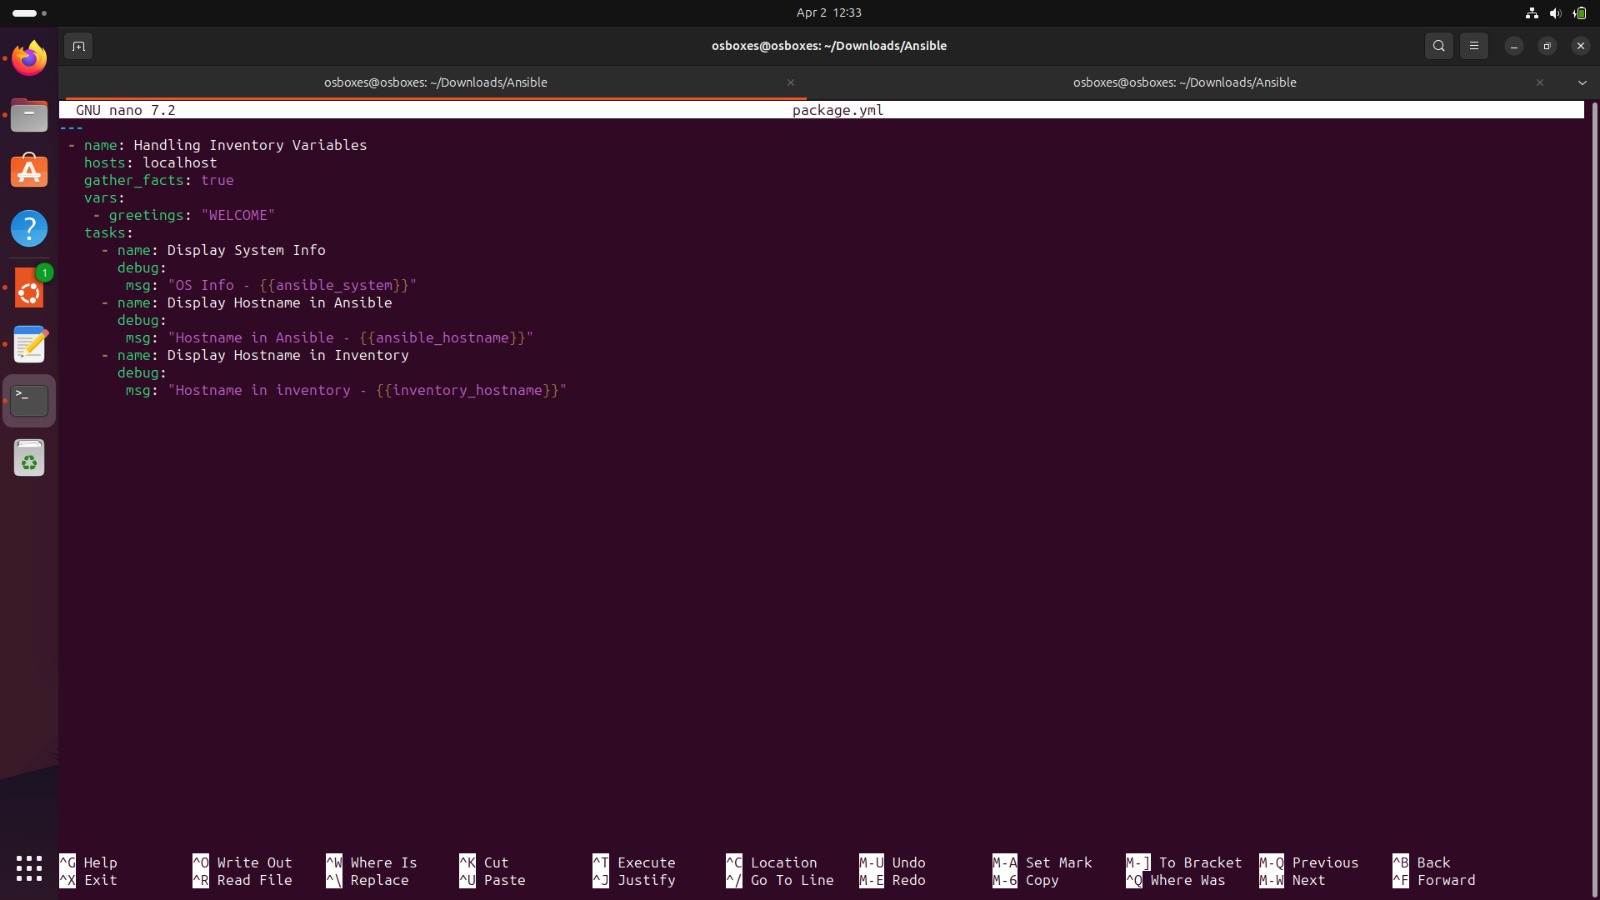 Apr 2 12:33
osboxes@osboxes: ~/Downloads/Ansible
osboxes@osboxes: ~/Downloads/Ansible
osboxes@osboxes: ~/Downloads/Ansible
GNU nano 7.2 package.yml
---
- name: Handling Inventory Variables
hosts: localhost
gather_facts: true
vars:
- greetings: "WELCOME"
tasks:
- name: Display System Info
debug:
msg: "OS Info - {{ansible_system}}"
- name: Display Hostname in Ansible
debug:
msg: "Hostname in Ansible - {{ansible_hostname}}"
- name: Display Hostname in Inventory
debug:
msg: "Hostname in inventory - {{inventory_hostname}}"
1
^G Help ^O Write Out ^W Where Is ^K Cut ^T Execute ^C Location M-U Undo M-A Set Mark M-] To Bracket M-Q Previous ^B Back
^X Exit ^R Read File ^\ Replace ^U Paste ^J Justify ^/ Go To Line M-E Redo M-6 Copy ^Q Where Was M-W Next ^F Forward